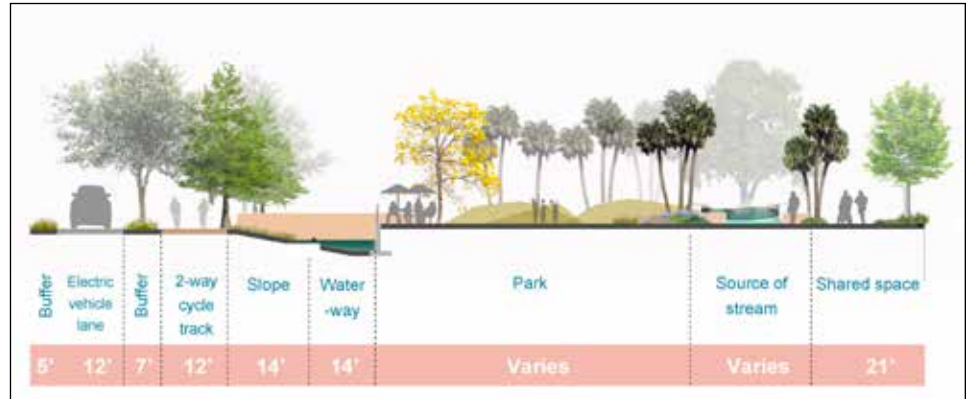 Buffer
Electric
vehicle
lane
Buffer
2-way
cycle
track
Slope
Water
-way
Park
Source of
stream
Shared space
5'
12'
7'
12'
14'
14'
Varies
Varies
21'